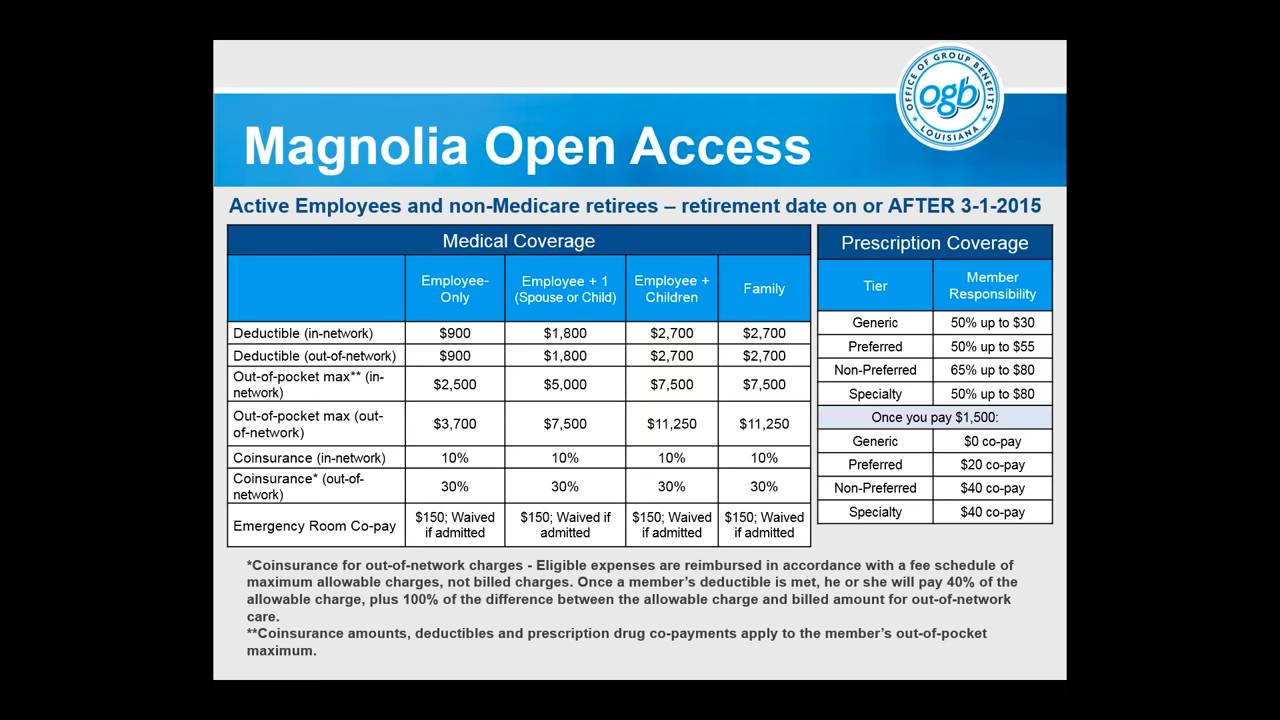 OFFICE OF GROUP BENEFITS
ogb
LOUISIANA
Magnolia Open Access
Active Employees and non-Medicare retirees – retirement date on or AFTER 3-1-2015
Medical Coverage
Employee-Only Employee + 1 (Spouse or Child) Employee + Children Family
Deductible (in-network) $900 $1,800 $2,700 $2,700
Deductible (out-of-network) $900 $1,800 $2,700 $2,700
Out-of-pocket max** (in-network) $2,500 $5,000 $7,500 $7,500
Out-of-pocket max (out-of-network) $3,700 $7,500 $11,250 $11,250
Coinsurance (in-network) 10% 10% 10% 10%
Coinsurance* (out-of-network) 30% 30% 30% 30%
Emergency Room Co-pay $150; Waived if admitted $150; Waived if admitted $150; Waived if admitted $150; Waived if admitted
Prescription Coverage
Tier Member Responsibility
Generic 50% up to $30
Preferred 50% up to $55
Non-Preferred 65% up to $80
Specialty 50% up to $80
Once you pay $1,500:
Generic $0 co-pay
Preferred $20 co-pay
Non-Preferred $40 co-pay
Specialty $40 co-pay
*Coinsurance for out-of-network charges - Eligible expenses are reimbursed in accordance with a fee schedule of
maximum allowable charges, not billed charges. Once a member’s deductible is met, he or she will pay 40% of the
allowable charge, plus 100% of the difference between the allowable charge and billed amount for out-of-network
care.
**Coinsurance amounts, deductibles and prescription drug co-payments apply to the member’s out-of-pocket
maximum.